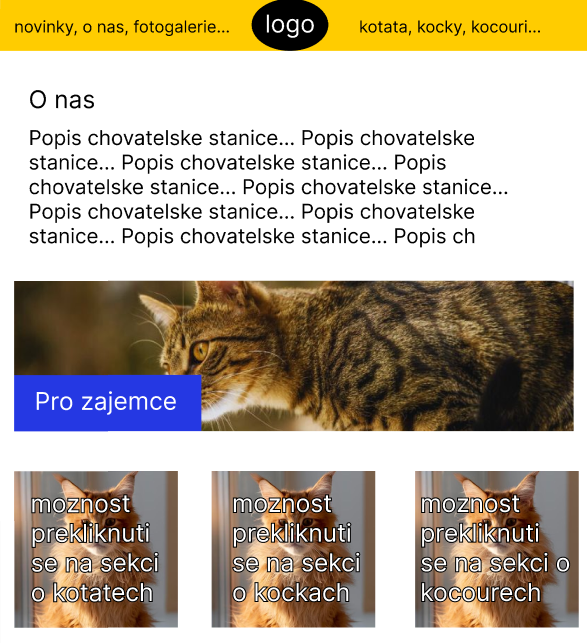 novinky, o nas, fotogalerie...
logo
kotata, kocky, kocouri...
O nas
Popis chovatelske stanice... Popis chovatelske
stanice... Popis chovatelske stanice... Popis
chovatelske stanice... Popis chovatelske stanice...
Popis chovatelske stanice... Popis chovatelske
stanice... Popis chovatelske stanice... Popis ch
Pro zajemce
moznost
prekliknuti
se na sekci
o kotatech
moznost
prekliknuti
se na sekci
o kockach
moznost
prekliknuti
se na sekci o
kocourech